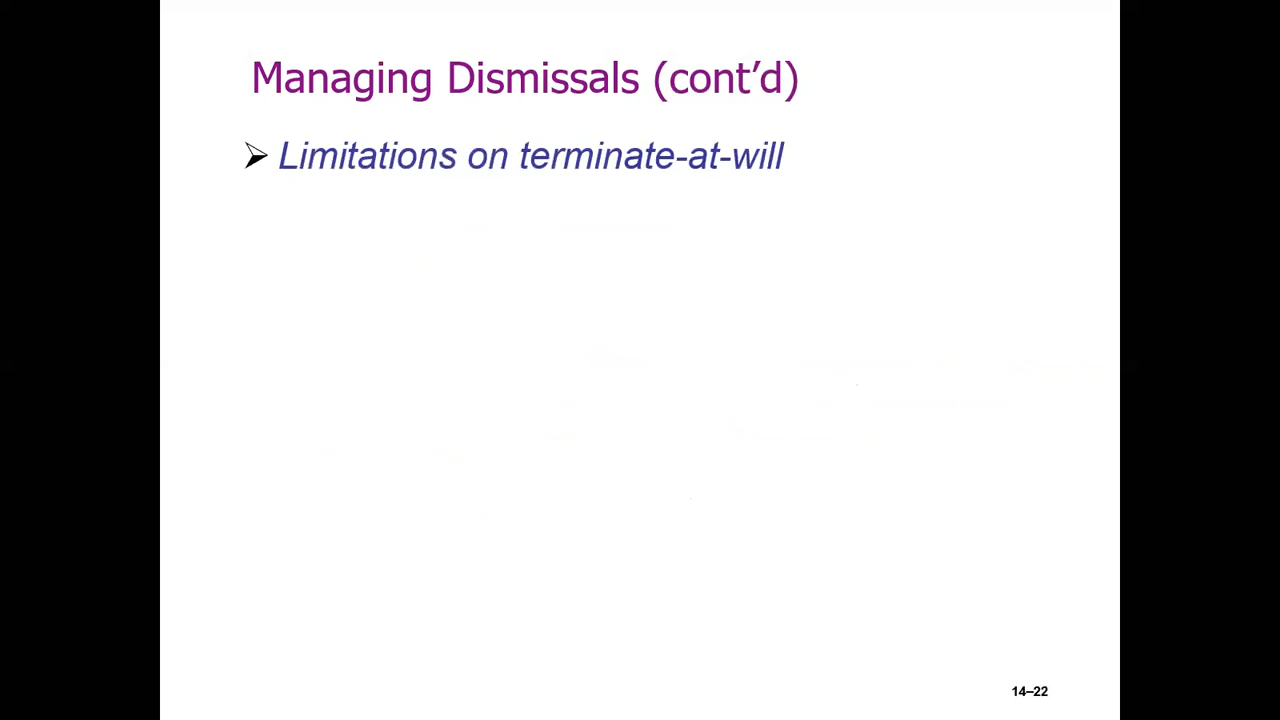 Managing Dismissals (cont’d)
Limitations on terminate-at-will
14–22